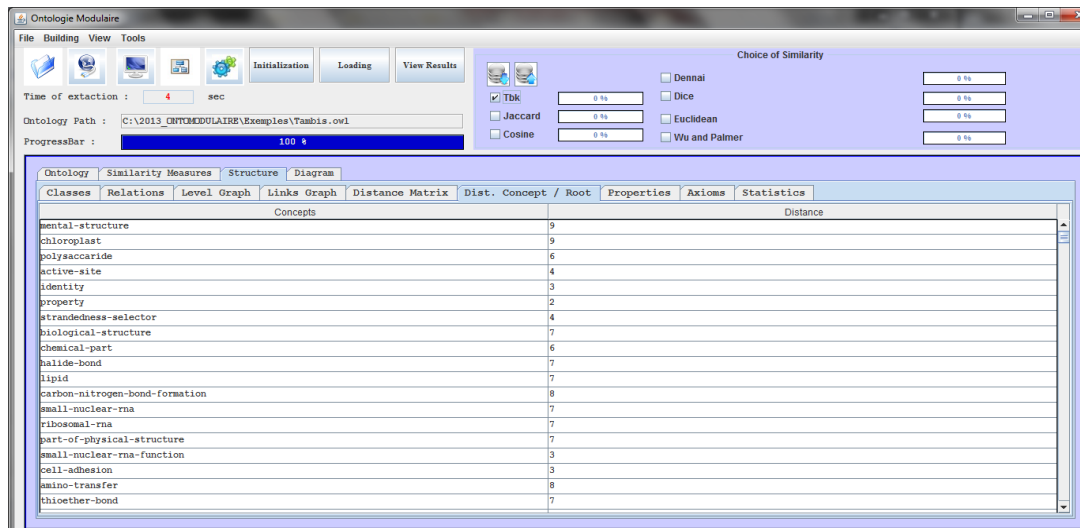 Ontologie Modulaire
File Building View Tools
Initialization Loading View Results
Time of extaction : 4 sec
Ontology Path : C:\2013_ONTOMODULAIRE\Exemples\Tambis.owl
ProgressBar : 100 %
Choice of Similarity
Tbk 0 %
Jaccard 0 %
Cosine 0 %
Dennai 0 %
Dice 0 %
Euclidean 0 %
Wu and Palmer 0 %
Ontology Similarity Measures Structure Diagram
Classes Relations Level Graph Links Graph Distance Matrix Dist. Concept / Root Properties Axioms Statistics
Concepts Distance
mental-structure 9
chloroplast 9
polysaccaride 6
active-site 4
identity 3
property 2
strandedness-selector 4
biological-structure 7
chemical-part 6
halide-bond 7
lipid 7
carbon-nitrogen-bond-formation 8
small-nuclear-rna 7
ribosomal-rna 7
part-of-physical-structure 7
small-nuclear-rna-function 3
cell-adhesion 3
amino-transfer 8
thioether-bond 7